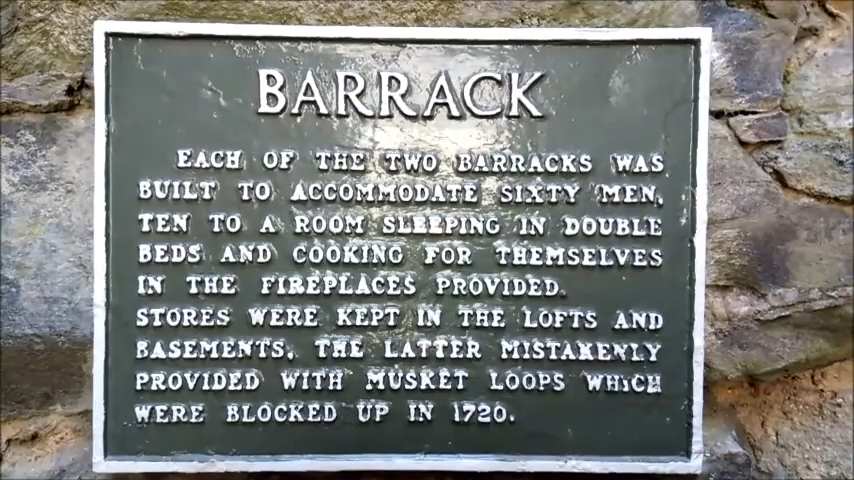 BARRACK
EACH OF THE TWO BARRACKS WAS
BUILT TO ACCOMMODATE SIXTY MEN,
TEN TO A ROOM SLEEPING IN DOUBLE
BEDS AND COOKING FOR THEMSELVES
IN THE FIREPLACES PROVIDED.
STORES WERE KEPT IN THE LOFTS AND
BASEMENTS, THE LATTER MISTAKENLY
PROVIDED WITH MUSKET LOOPS WHICH
WERE BLOCKED UP IN 1720.